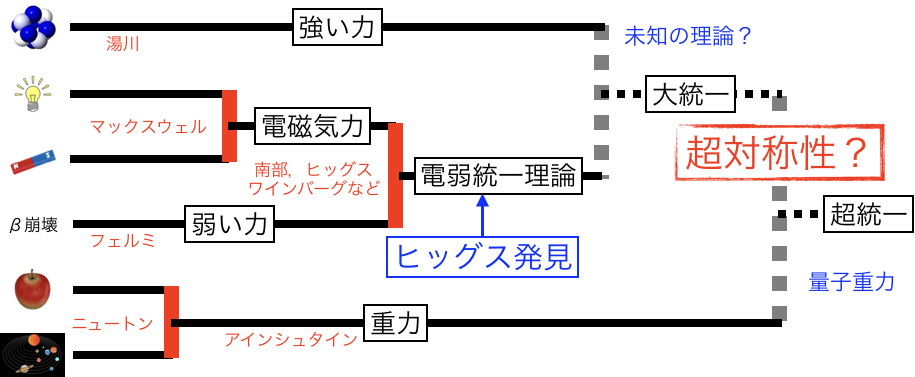 強い力
湯川
未知の理論？
大統一
マックスウェル
電磁気力
超対称性？
南部，ヒッグス
ワインバーグなど
電弱統一理論
N S
β崩壊
弱い力
フェルミ
超統一
ヒッグス発見
量子重力
ニュートン
重力
アインシュタイン